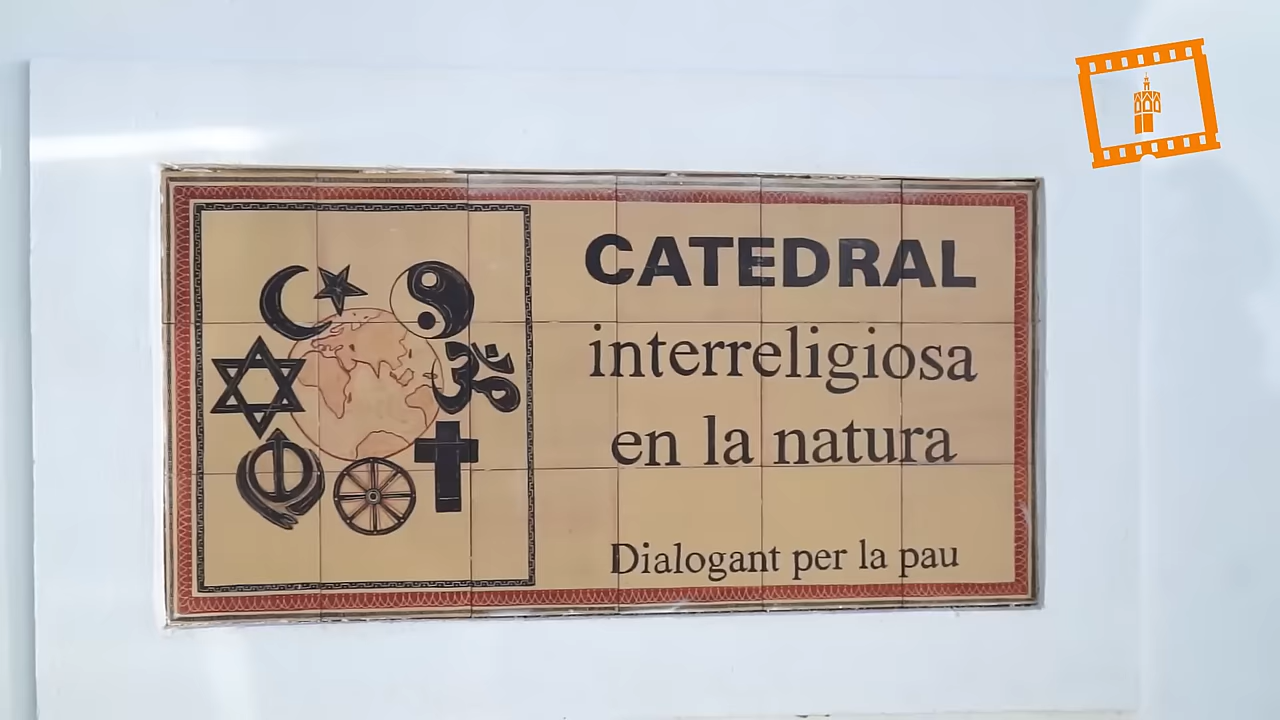 CATEDRAL
interreligiosa
en la natura
Dialogant per la pau